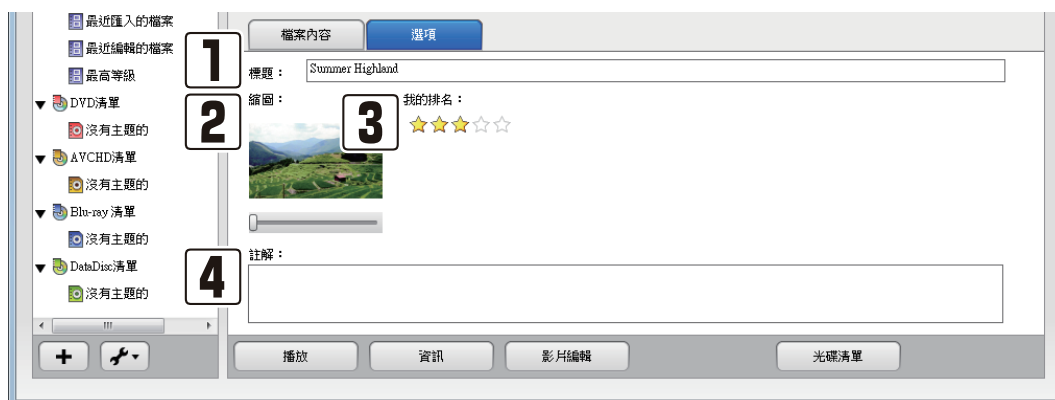 最近匯入的檔案
最近編輯的檔案
最高等級
DVD清單
沒有主題的
AVCHD清單
沒有主題的
Blu-ray 清單
沒有主題的
DataDisc清單
沒有主題的
檔案內容
選項
1
標題：
Summer Highland
2
縮圖：
3
我的排名：
4
註解：
播放
資訊
影片編輯
光碟清單